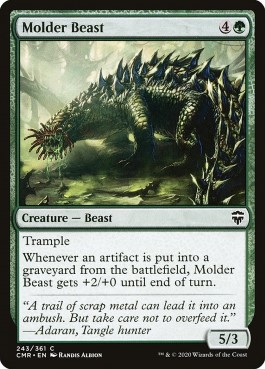 Molder Beast 4
Creature — Beast
Trample
Whenever an artifact is put into a
graveyard from the battlefield, Molder
Beast gets +2/+0 until end of turn.
“A trail of scrap metal can lead it into an
ambush. But take care not to overfeed it.”
—Adaran, Tangle hunter
5/3
243/361 C
CMR • EN Randis Albion
™ & © 2020 Wizards of the Coast